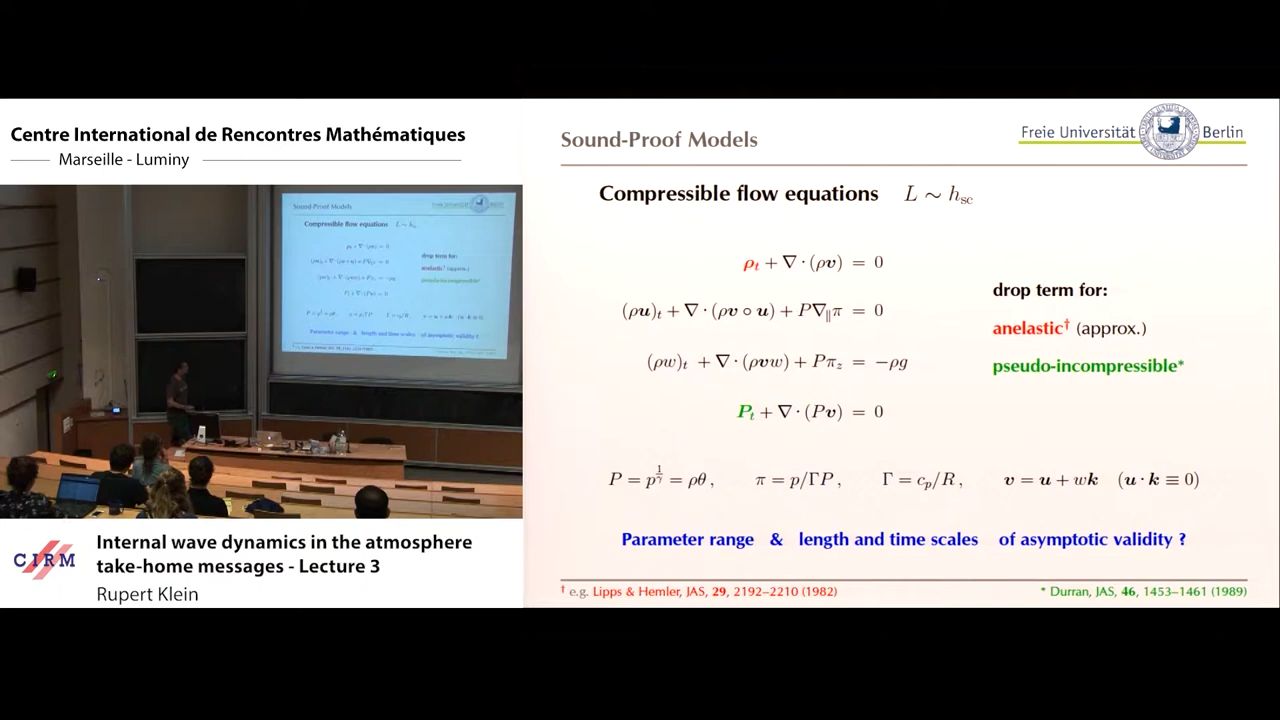 Centre International de Rencontres Mathématiques
Marseille - Luminy
Sound-Proof Models
Freie Universität Berlin
Compressible flow equations L ∼ h_sc
ρ_t + ∇·(ρv) = 0
(ρu)_t + ∇·(ρv ∘ u) + P∇_∥π = 0
(ρw)_t + ∇·(ρvw) + Pπ_z = −ρg
P_t + ∇·(Pv) = 0
drop term for:
anelastic† (approx.)
pseudo-incompressible*
P = p^{1/γ} = ρθ , π = p/ΓP , Γ = c_p/R , v = u + wk (u · k ≡ 0)
Parameter range & length and time scales of asymptotic validity ?
† e.g. Lipps & Hemler, JAS, 29, 2192–2210 (1982)
* Durran, JAS, 46, 1453–1461 (1989)
CIRM
Internal wave dynamics in the atmosphere
take-home messages - Lecture 3
Rupert Klein